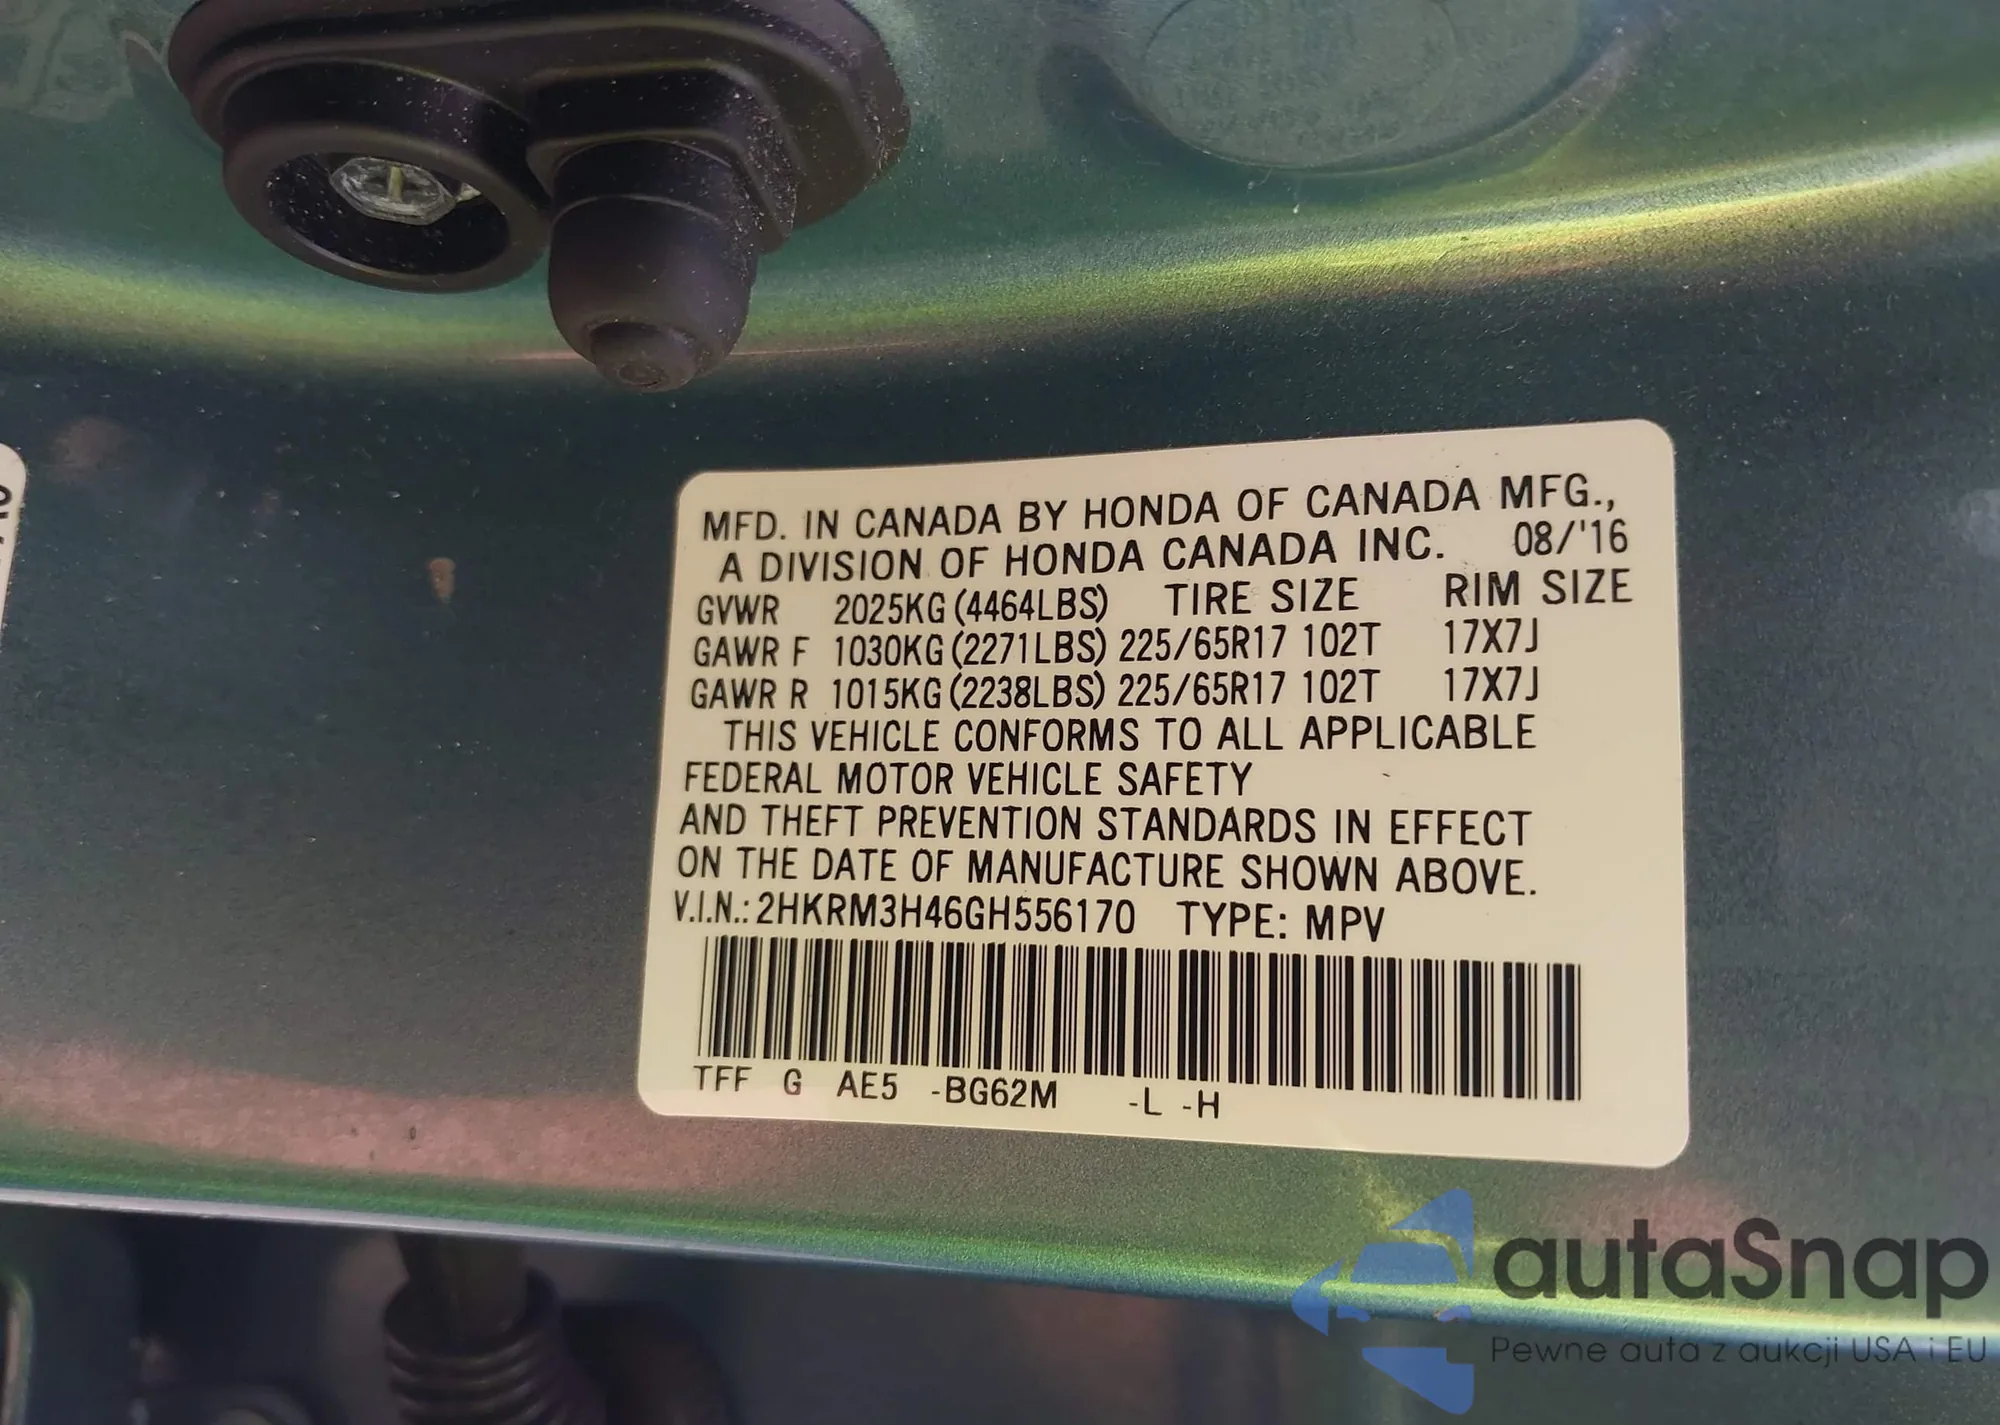 MFD. IN CANADA BY HONDA OF CANADA MFG.,
A DIVISION OF HONDA CANADA INC. 08/'16
GVWR 2025KG (4464LBS) TIRE SIZE RIM SIZE
GAWR F 1030KG (2271LBS) 225/65R17 102T 17X7J
GAWR R 1015KG (2238LBS) 225/65R17 102T 17X7J
THIS VEHICLE CONFORMS TO ALL APPLICABLE
FEDERAL MOTOR VEHICLE SAFETY
AND THEFT PREVENTION STANDARDS IN EFFECT
ON THE DATE OF MANUFACTURE SHOWN ABOVE.
V.I.N.: 2HKRM3H46GH556170 TYPE: MPV
TFF G AE5 -BG62M -L -H
autaSnap
Pewne auta z aukcji USA i EU